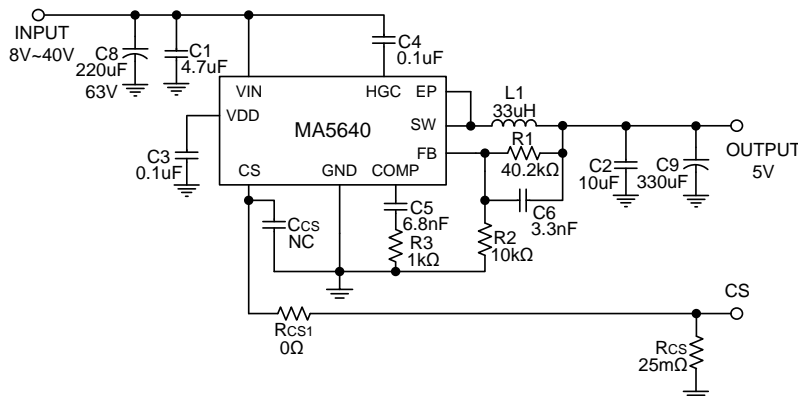 INPUT
8V~40V
C8
220uF
63V
C1
4.7uF
C4
0.1uF
VIN
HGC
EP
VDD
MA5640
SW
FB
CS
GND
COMP
C3
0.1uF
L1
33uH
R1
40.2kΩ
C6
3.3nF
C2
10uF
C9
330uF
OUTPUT
5V
CCS
NC
C5
6.8nF
R3
1kΩ
R2
10kΩ
RCS1
0Ω
CS
RCS
25mΩ